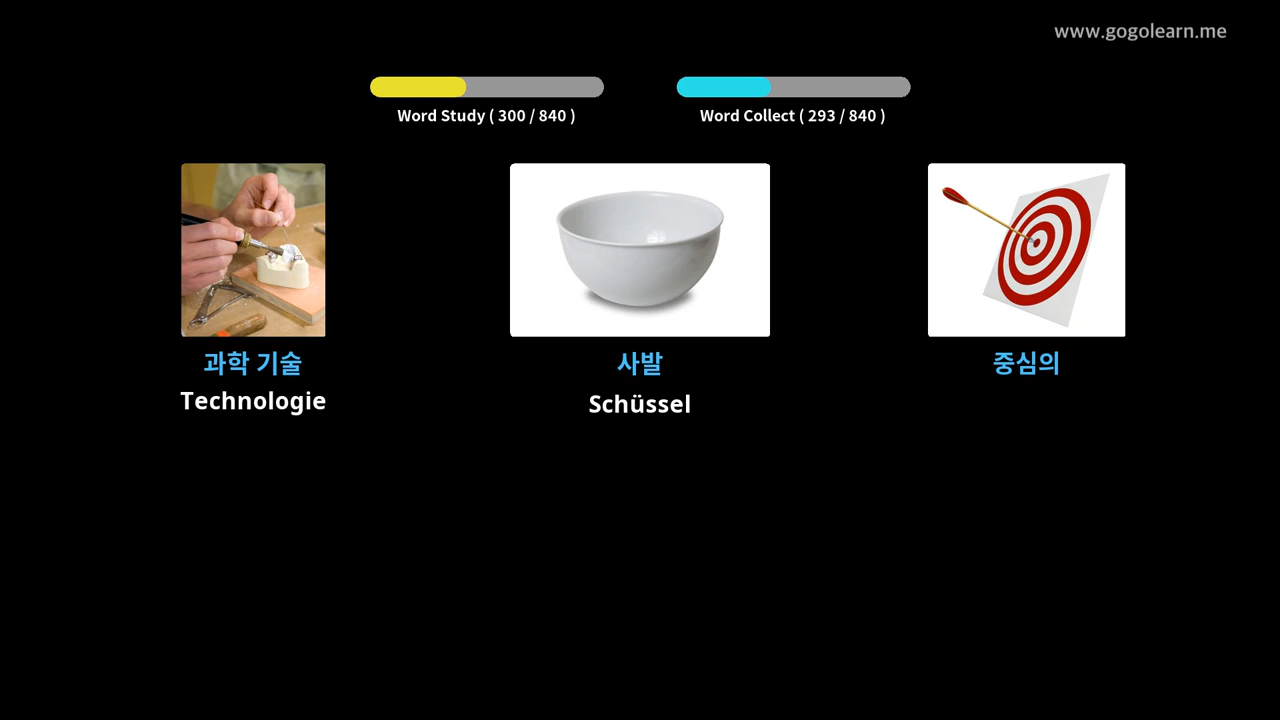 www.gogolearn.me
Word Study ( 300 / 840 )
Word Collect ( 293 / 840 )
과학 기술
사발
중심의
Technologie
Schüssel